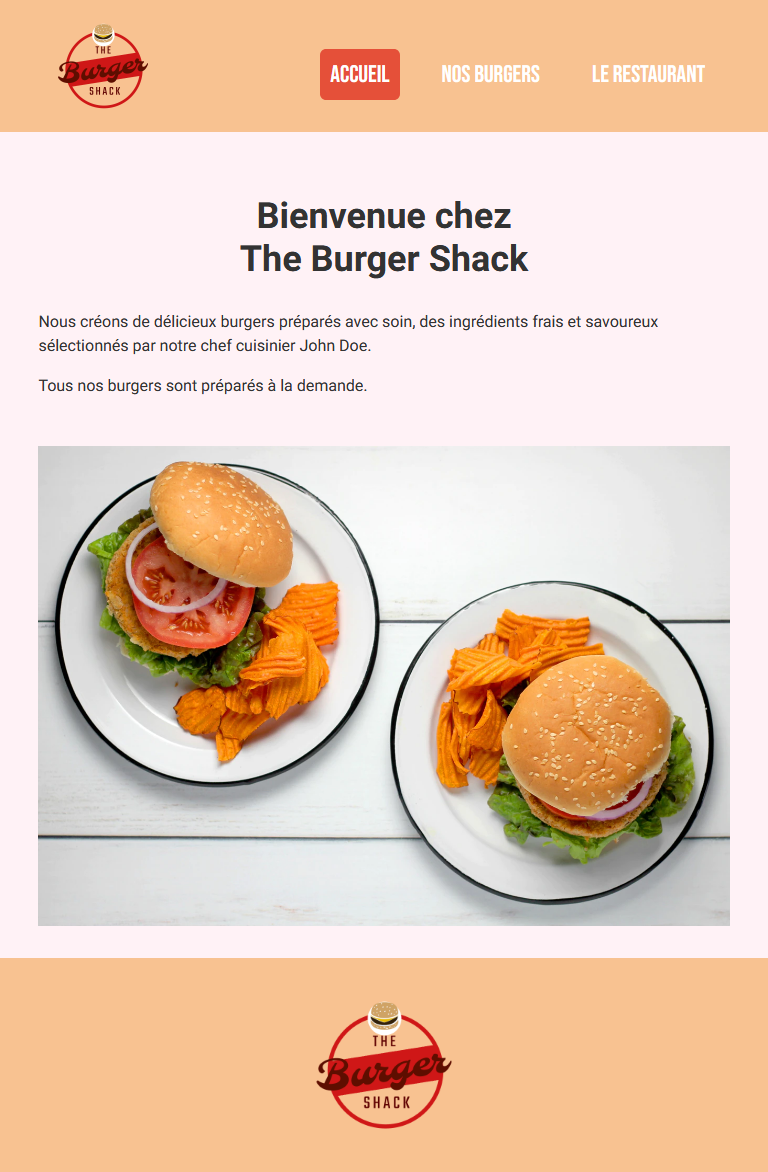 THE
Burger
SHACK
ACCUEIL NOS BURGERS LE RESTAURANT
Bienvenue chez
The Burger Shack
Nous créons de délicieux burgers préparés avec soin, des ingrédients frais et savoureux
sélectionnés par notre chef cuisinier John Doe.
Tous nos burgers sont préparés à la demande.
THE
Burger
SHACK